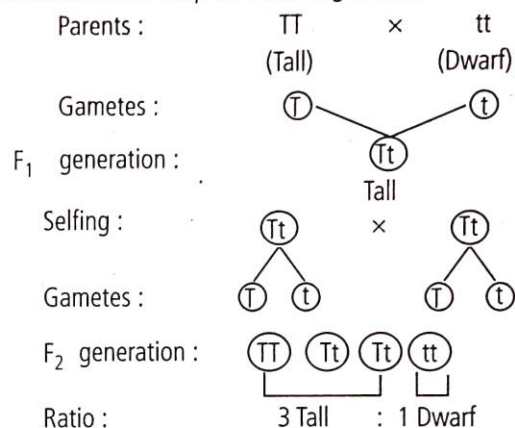 Parents : TT × tt
(Tall) (Dwarf)
Gametes : T t
F₁ generation : Tt
Tall
Selfing : Tt × Tt
Gametes : T t T t
F₂ generation : TT Tt Tt tt
Ratio : 3 Tall : 1 Dwarf